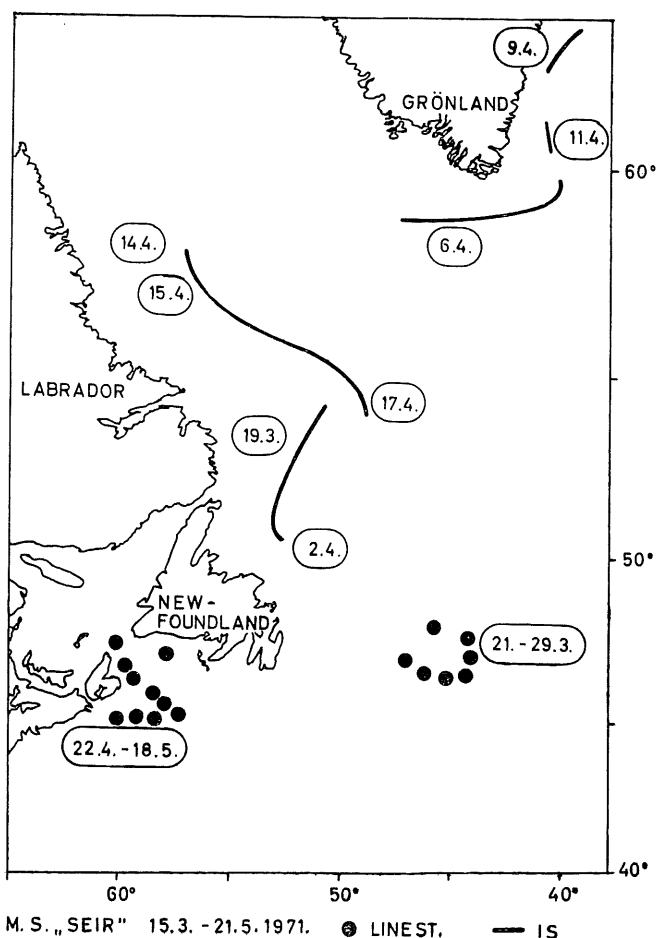 9.4.
GRÖNLAND
11.4.
60°
6.4.
14.4.
15.4.
LABRADOR
17.4.
19.3.
2.4.
50°
NEW-
FOUNDLAND
21.-29.3.
22.4.-18.5.
40°
60° 50° 40°
M.S. „SEIR" 15.3.-21.5.1971. LINEST. IS